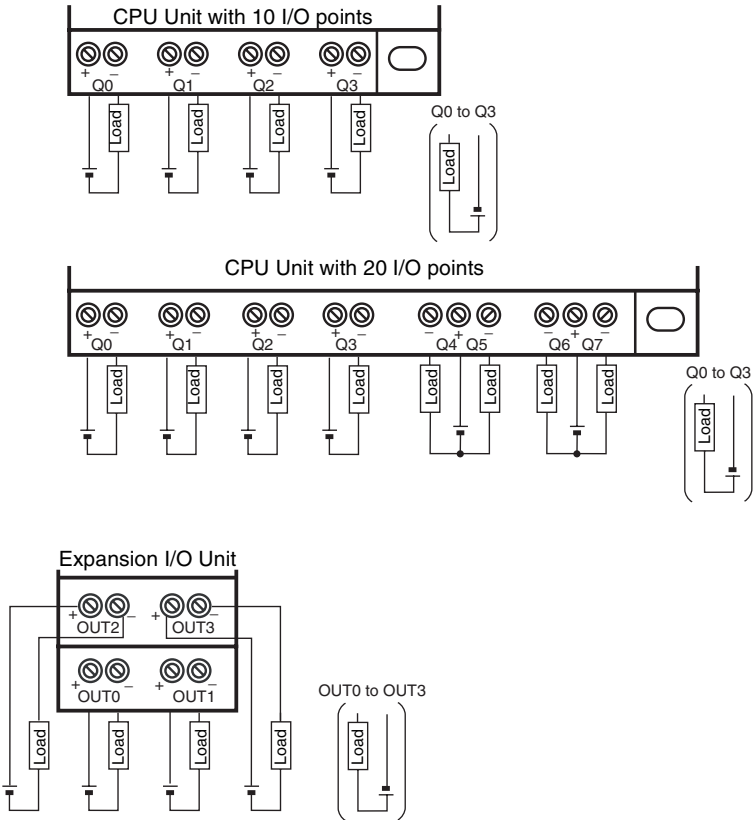 CPU Unit with 10 I/O points
+ − + − + − + −
Q0 Q1 Q2 Q3
Load Load Load Load
Q0 to Q3
Load
CPU Unit with 20 I/O points
+ − + − + − + − − + − − + −
Q0 Q1 Q2 Q3 Q4 Q5 Q6 Q7
Load Load Load Load Load Load Load Load
Q0 to Q3
Load
Expansion I/O Unit
+ − + −
OUT2 OUT3
+ − + −
OUT0 OUT1
Load Load Load Load
OUT0 to OUT3
Load